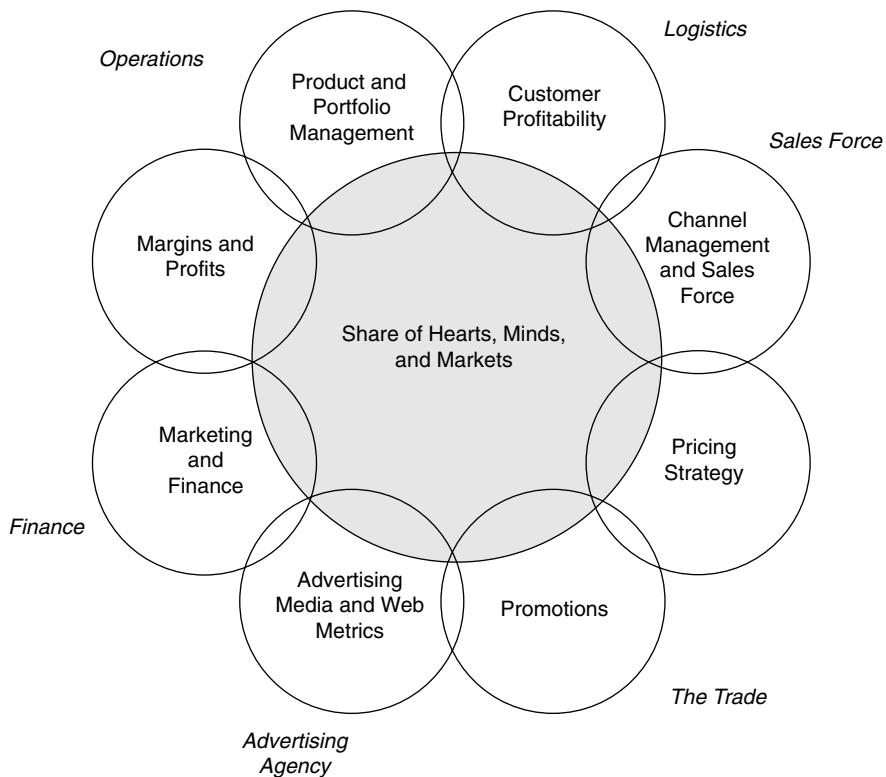 Logistics
Operations
Product and
Portfolio
Management
Customer
Profitability
Sales Force
Margins and
Profits
Channel
Management
and Sales
Force
Share of Hearts, Minds,
and Markets
Marketing
and
Finance
Pricing
Strategy
Finance
Advertising
Media and Web
Metrics
Promotions
The Trade
Advertising
Agency